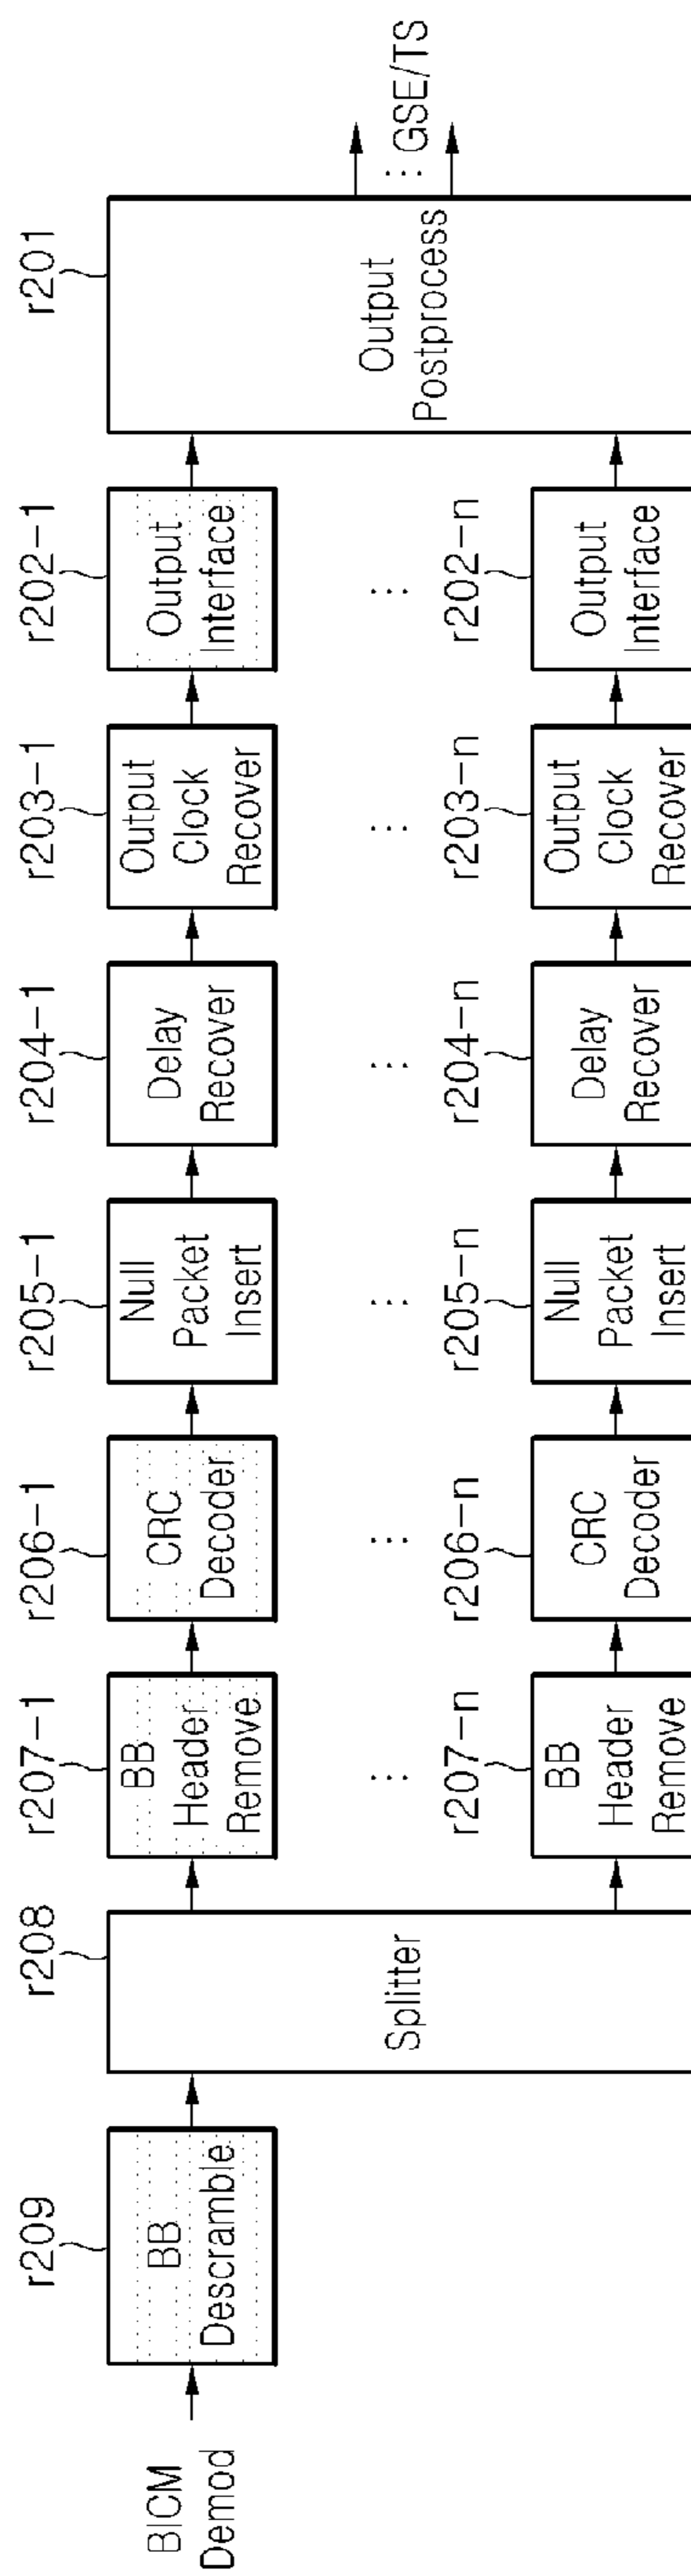 BICM
Demod
r209
BB
Descramble
r208
Splitter
r207-1
BB
Header
Remove
r206-1
CRC
Decoder
r205-1
Null
Packet
Insert
r204-1
Delay
Recover
r203-1
Output
Clock
Recover
r202-1
Output
Interface
r201
Output
Postprocess
⋯GSE/TS
⋯
⋯
⋯
⋯
⋯
⋯
r207-n
BB
Header
Remove
r206-n
CRC
Decoder
r205-n
Null
Packet
Insert
r204-n
Delay
Recover
r203-n
Output
Clock
Recover
r202-n
Output
Interface